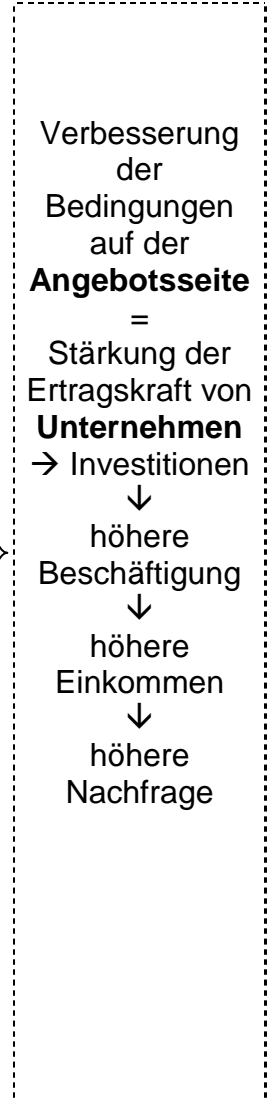 Verbesserung
der
Bedingungen
auf der
Angebotsseite
=
Stärkung der
Ertragskraft von
Unternehmen
→ Investitionen
↓
höhere
Beschäftigung
↓
höhere
Einkommen
↓
höhere
Nachfrage